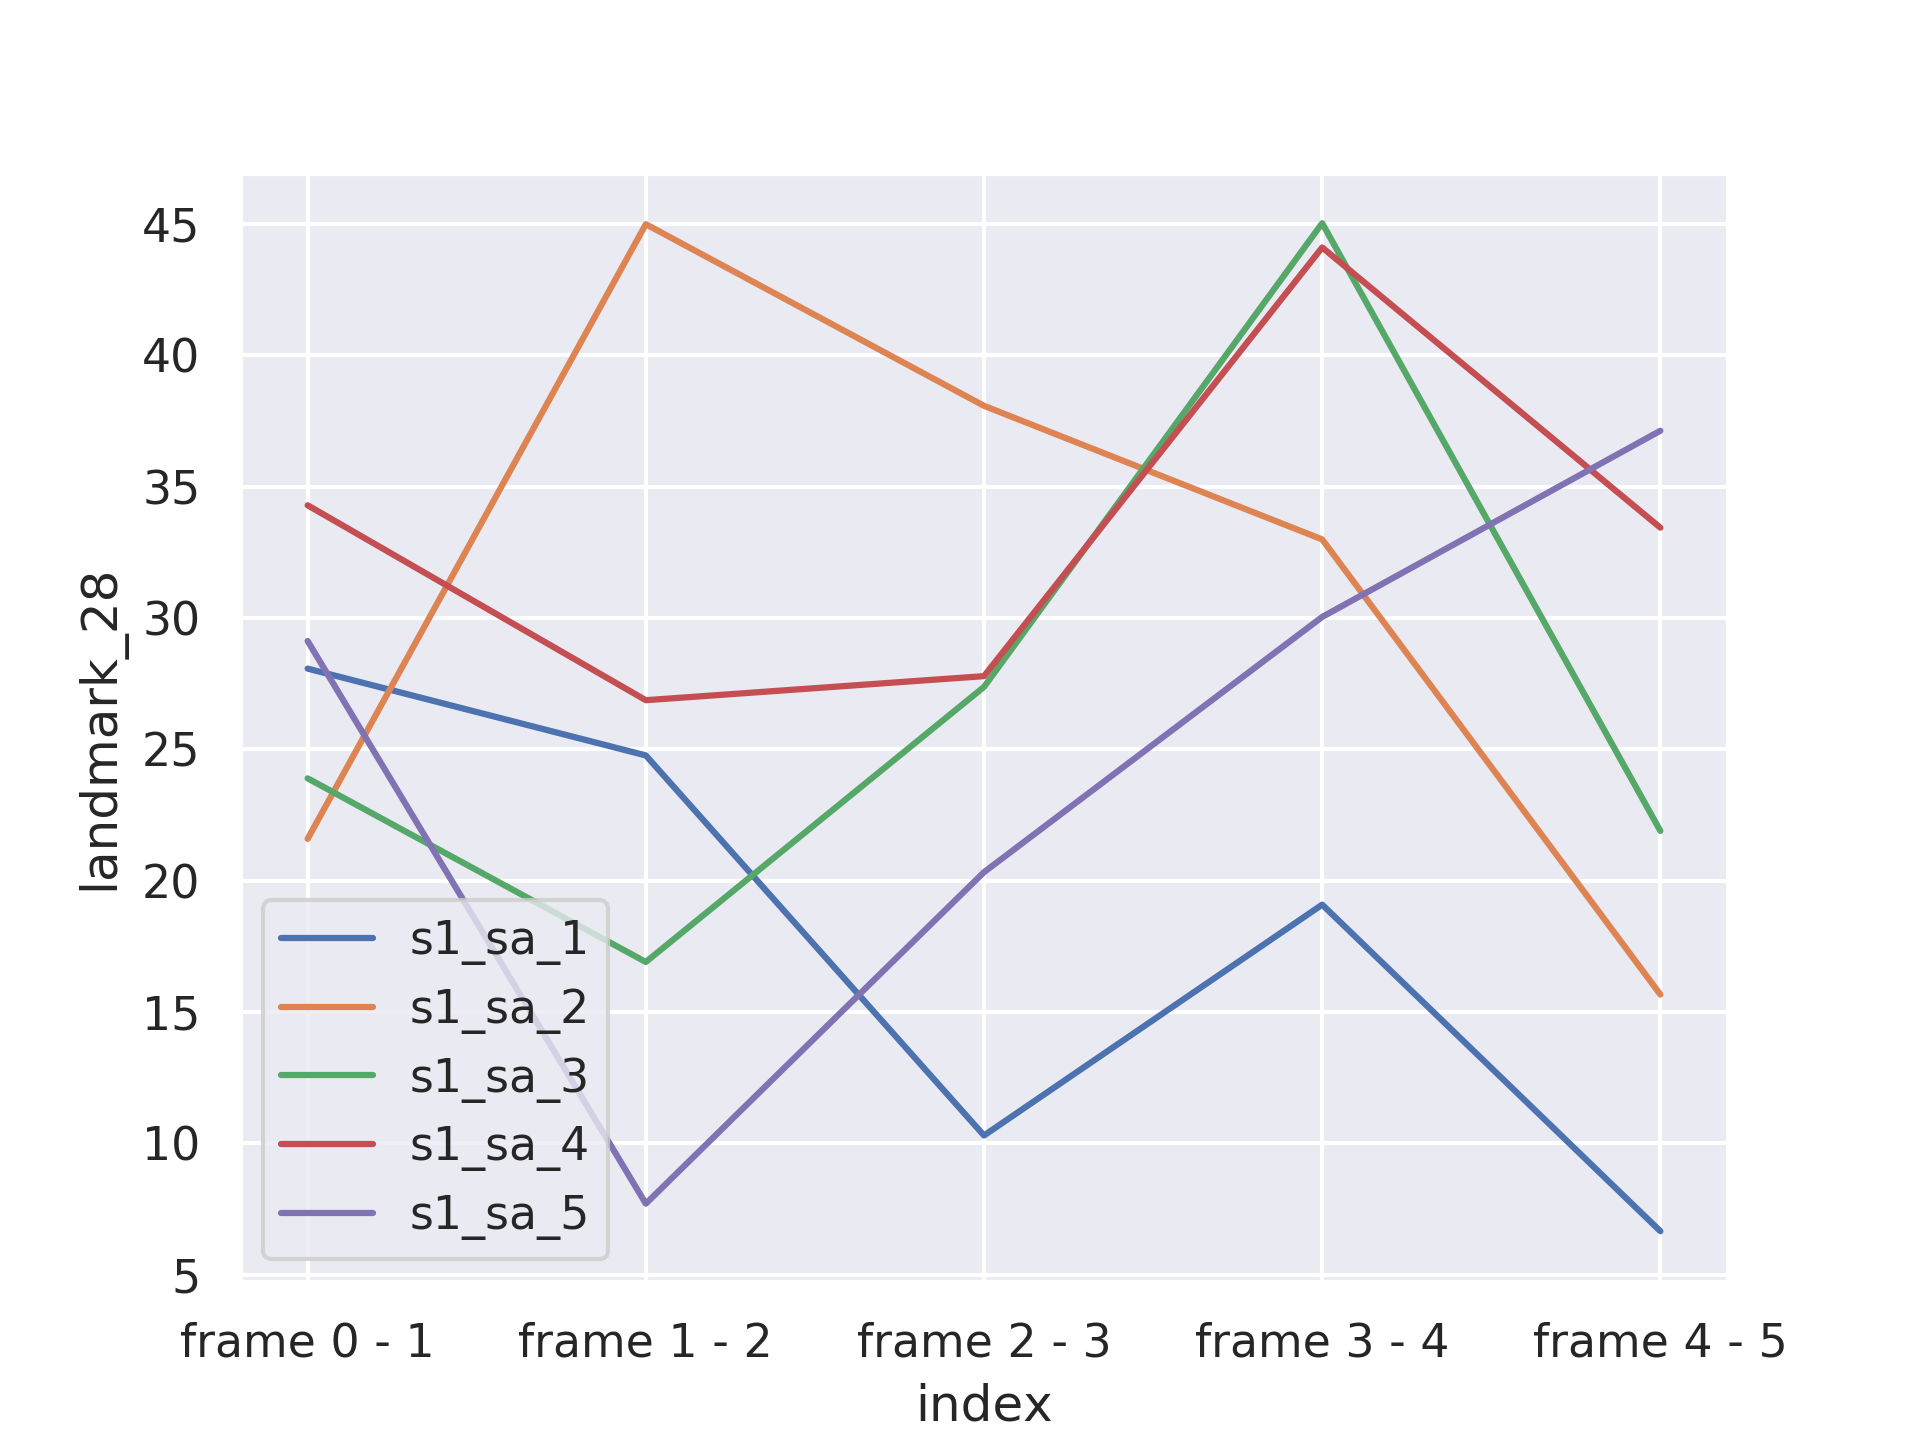 landmark_28
45
40
35
30
25
20
15
10
5
s1_sa_1
s1_sa_2
s1_sa_3
s1_sa_4
s1_sa_5
frame 0 - 1
frame 1 - 2
frame 2 - 3
frame 3 - 4
frame 4 - 5
index